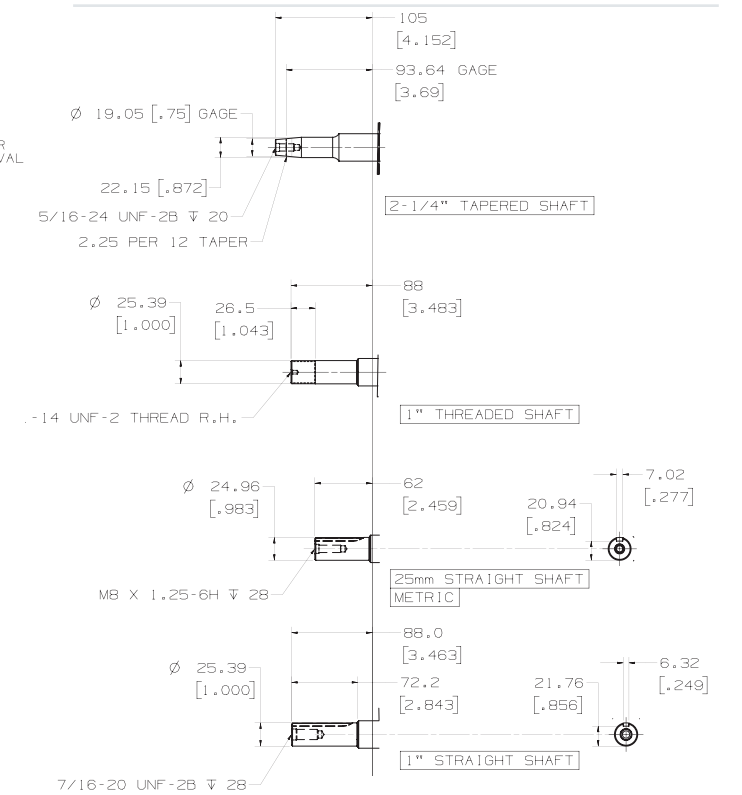 105
[4.152]
93.64 GAGE
[3.69]
Ø 19.05 [.75] GAGE
R
VAL
22.15 [.872]
5/16-24 UNF-2B ↧ 20
2-1/4" TAPERED SHAFT
2.25 PER 12 TAPER
88
[3.483]
Ø 25.39
[1.000]
26.5
[1.043]
.-14 UNF-2 THREAD R.H.
1" THREADED SHAFT
62
[2.459]
Ø 24.96
[.983]
7.02
[.277]
20.94
[.824]
M8 X 1.25-6H ↧ 28
25mm STRAIGHT SHAFT
METRIC
88.0
[3.463]
Ø 25.39
[1.000]
72.2
[2.843]
21.76
[.856]
6.32
[.249]
1" STRAIGHT SHAFT
7/16-20 UNF-2B ↧ 28